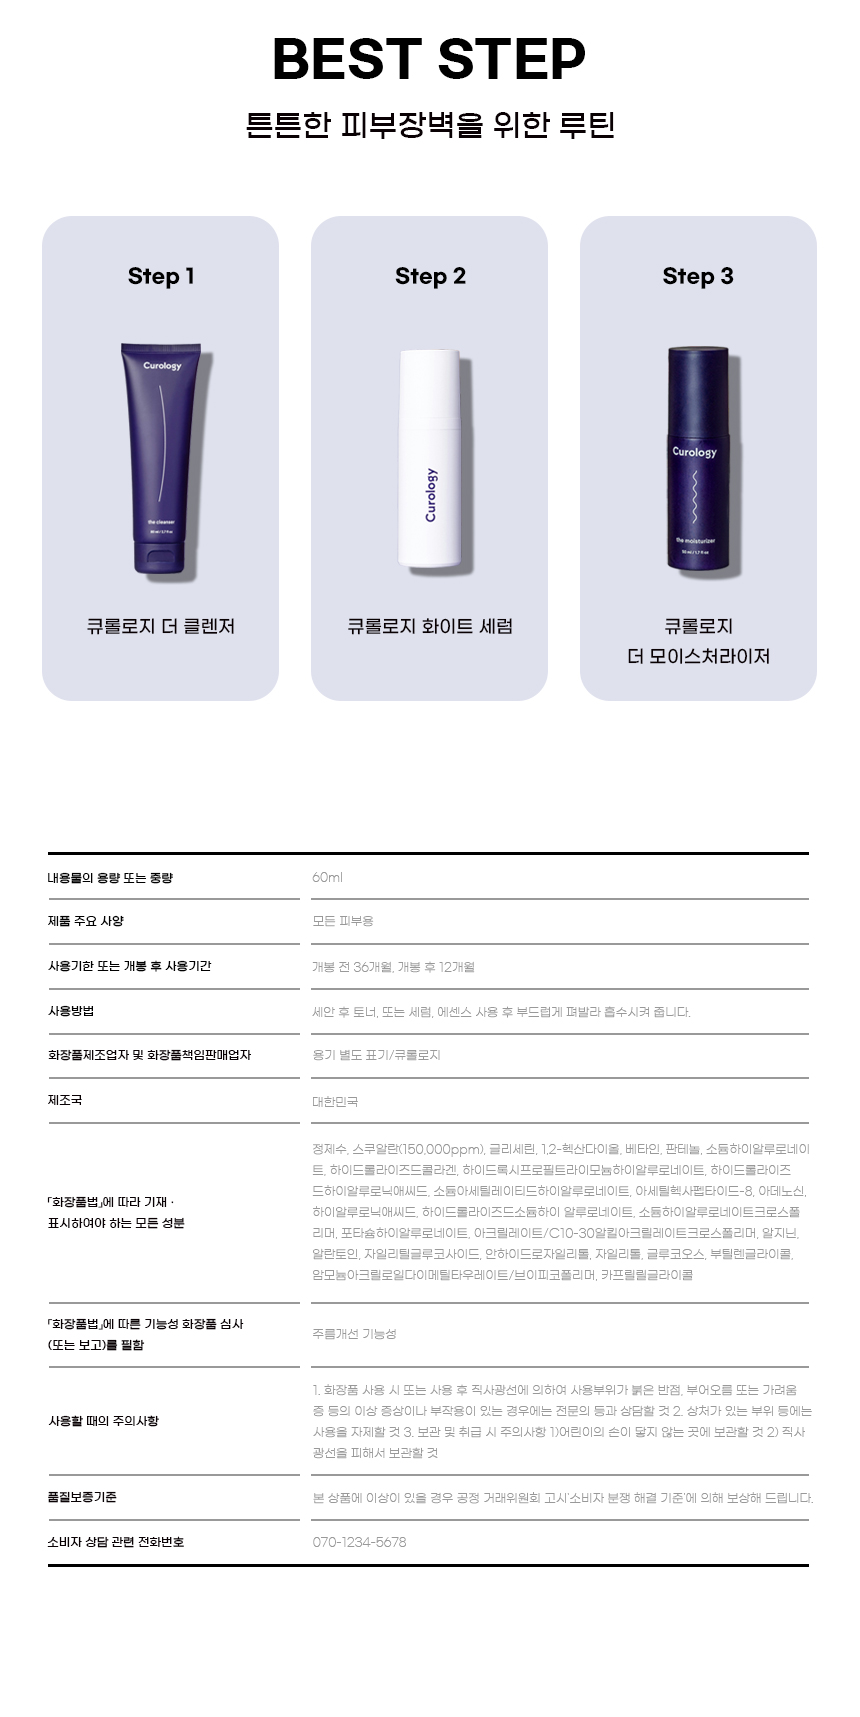 BEST STEP
튼튼한 피부장벽을 위한 루틴
Step 1
Curology
the cleanser
큐롤로지 더 클렌저
Step 2
Curology
큐롤로지 화이트 세럼
Step 3
Curology
the moisturizer
50 ml / 1.7 fl oz
큐롤로지
더 모이스처라이저
내용물의 용량 또는 중량
60ml
제품 주요 사양
모든 피부용
사용기한 또는 개봉 후 사용기간
개봉 전 36개월, 개봉 후 12개월
사용방법
세안 후 토너, 또는 세럼, 에센스 사용 후 부드럽게 펴발라 흡수시켜 줍니다.
화장품제조업자 및 화장품책임판매업자
용기 별도 표기/큐롤로지
제조국
대한민국
「화장품법」에 따라 기재 ·
표시하여야 하는 모든 성분
정제수, 스쿠알란(150,000ppm), 글리세린, 1,2-헥산다이올, 베타인, 판테놀, 소듐하이알루로네이
트, 하이드롤라이즈드콜라겐, 하이드록시프로필트라이모늄하이알루로네이트, 하이드롤라이즈
드하이알루로닉애씨드, 소듐아세틸레이티드하이알루로네이트, 아세틸헥사펩타이드-8, 아데노신,
하이알루로닉애씨드, 하이드롤라이즈드소듐하이 알루로네이트, 소듐하이알루로네이트크로스폴
리머, 포타슘하이알루로네이트, 아크릴레이트/C10-30알킬아크릴레이트크로스폴리머, 알지닌,
알란토인, 자일리틸글루코사이드, 안하이드로자일리톨, 자일리톨, 글루코오스, 부틸렌글라이콜,
암모늄아크릴로일다이메틸타우레이트/브이피코폴리머, 카프릴릴글라이콜
「화장품법」에 따른 기능성 화장품 심사
(또는 보고)를 필함
주름개선 기능성
사용할 때의 주의사항
1. 화장품 사용 시 또는 사용 후 직사광선에 의하여 사용부위가 붉은 반점, 부어오름 또는 가려움
증 등의 이상 증상이나 부작용이 있는 경우에는 전문의 등과 상담할 것 2. 상처가 있는 부위 등에는
사용을 자제할 것 3. 보관 및 취급 시 주의사항 1)어린이의 손이 닿지 않는 곳에 보관할 것 2) 직사
광선을 피해서 보관할 것
품질보증기준
본 상품에 이상이 있을 경우 공정 거래위원회 고시'소비자 분쟁 해결 기준'에 의해 보상해 드립니다.
소비자 상담 관련 전화번호
070-1234-5678